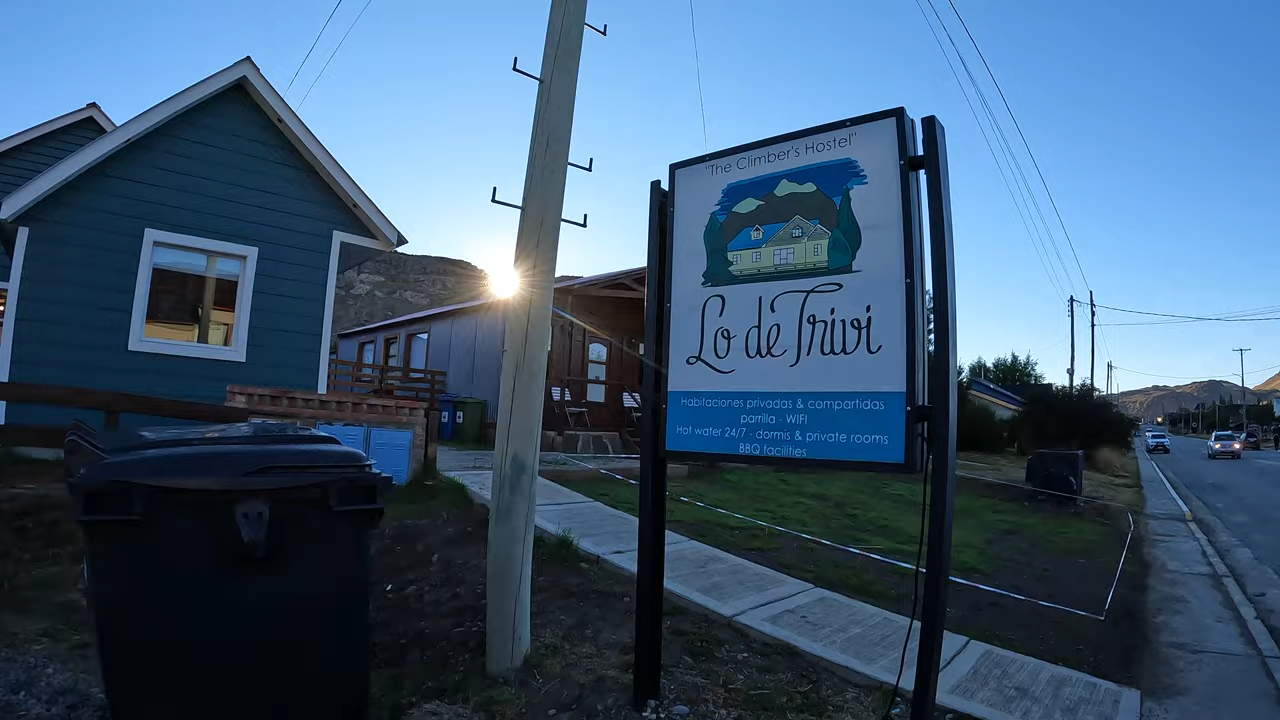 "The Climber's Hostel"
Lo de Trivi
Habitaciones privadas & compartidas
parrilla - WIFI
Hot water 24/7 - dormis & private rooms
BBQ facilities